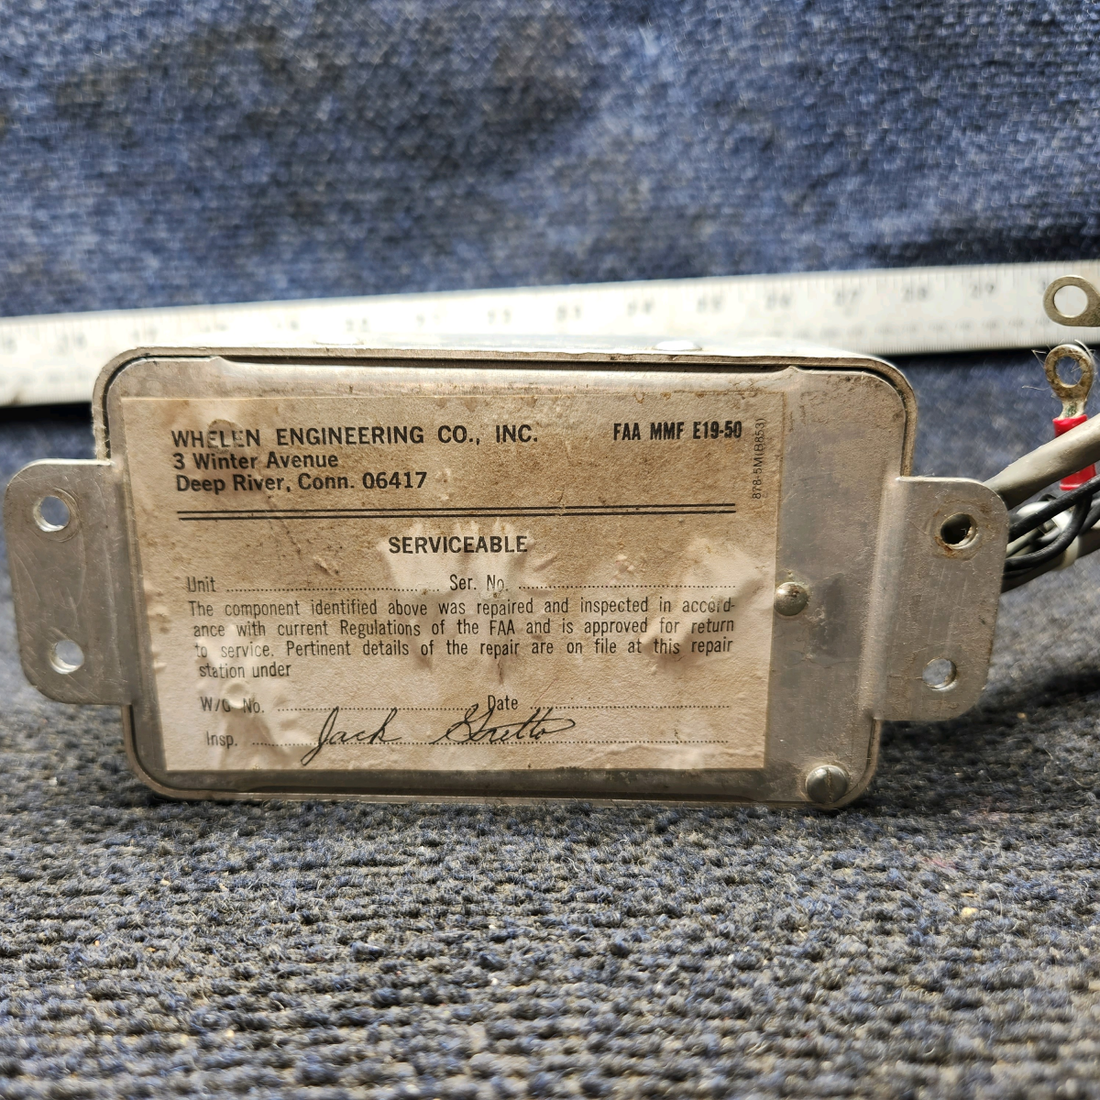 WHELEN ENGINEERING CO., INC. FAA MMF E19-50
3 Winter Avenue
Deep River, Conn. 06417
878-5M(B853)
SERVICEABLE
Unit Ser. No.
The component identified above was repaired and inspected in accord-
ance with current Regulations of the FAA and is approved for return
to service. Pertinent details of the repair are on file at this repair
station under
W/O No. Date
Insp. Jack